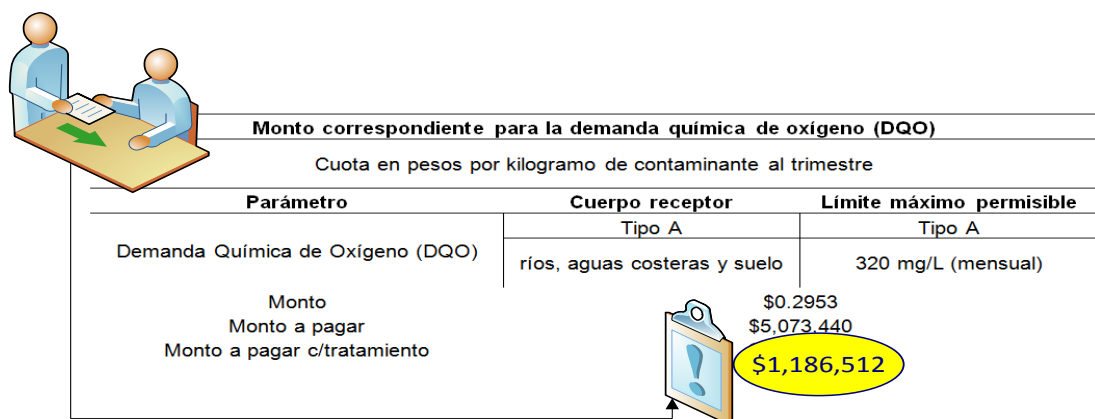 Monto correspondiente para la demanda química de oxígeno (DQO)
Cuota en pesos por kilogramo de contaminante al trimestre
Parámetro Cuerpo receptor Límite máximo permisible
Tipo A Tipo A
Demanda Química de Oxígeno (DQO) ríos, aguas costeras y suelo 320 mg/L (mensual)
Monto $0.2953
Monto a pagar $5,073,440
Monto a pagar c/tratamiento $1,186,512